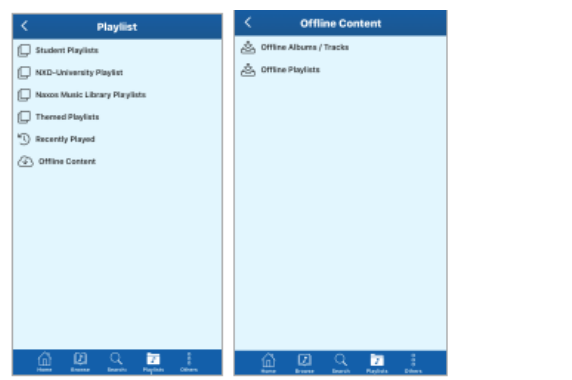 Playlist
Student Playlists
NXD-University Playlist
Naxos Music Library Playlists
Themed Playlists
Recently Played
Offline Content
Home Browse Search Playlists Others
Offline Content
Offline Albums / Tracks
Offline Playlists
Home Browse Search Playlists Others